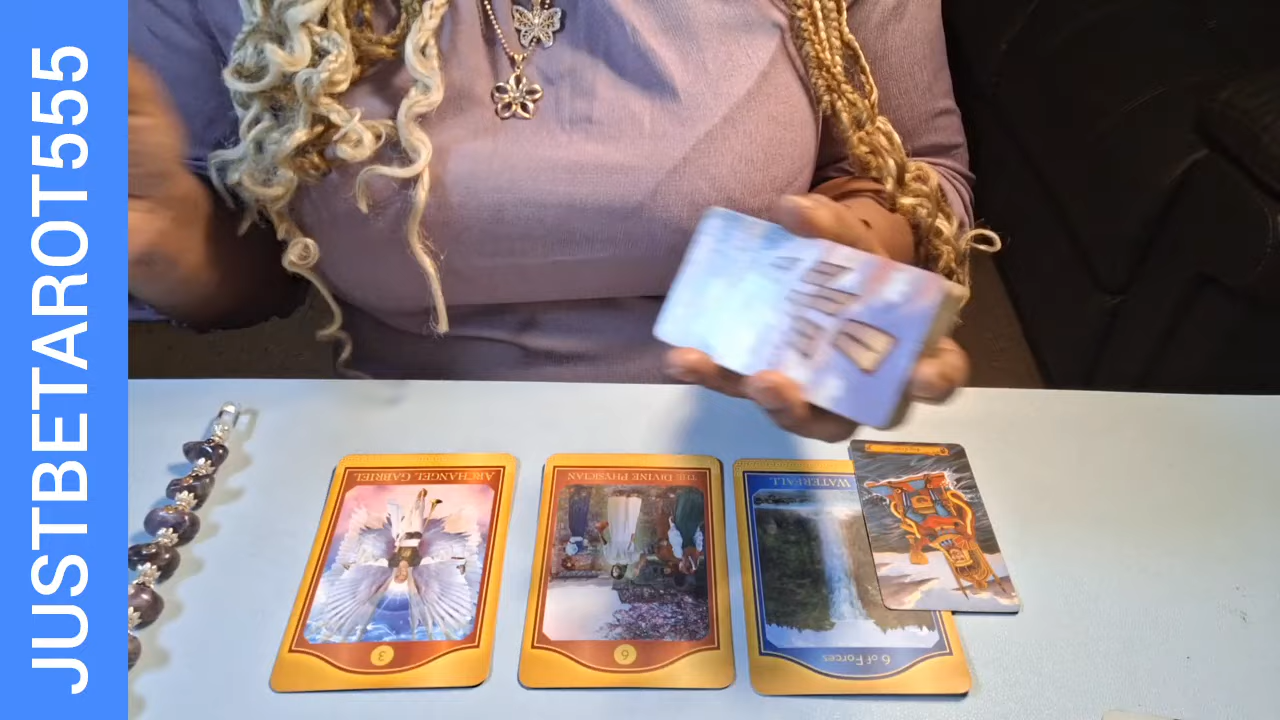 JUSTBETAROT555
ARCHANGEL GABRIEL
3
THE DIVINE PHYSICIAN
6
WATERFALL
6 of Forces